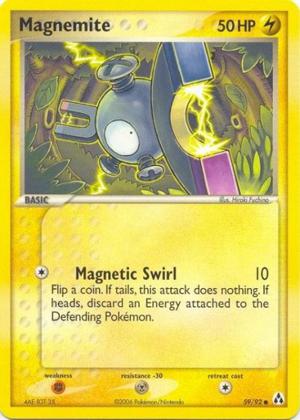 Magnemite 50 HP
BASIC
illus. Hiroki Fuchino
Magnetic Swirl 10
Flip a coin. If tails, this attack does nothing. If
heads, discard an Energy attached to the
Defending Pokémon.
weakness resistance -30 retreat cost
©2006 Pokémon/Nintendo 59/92